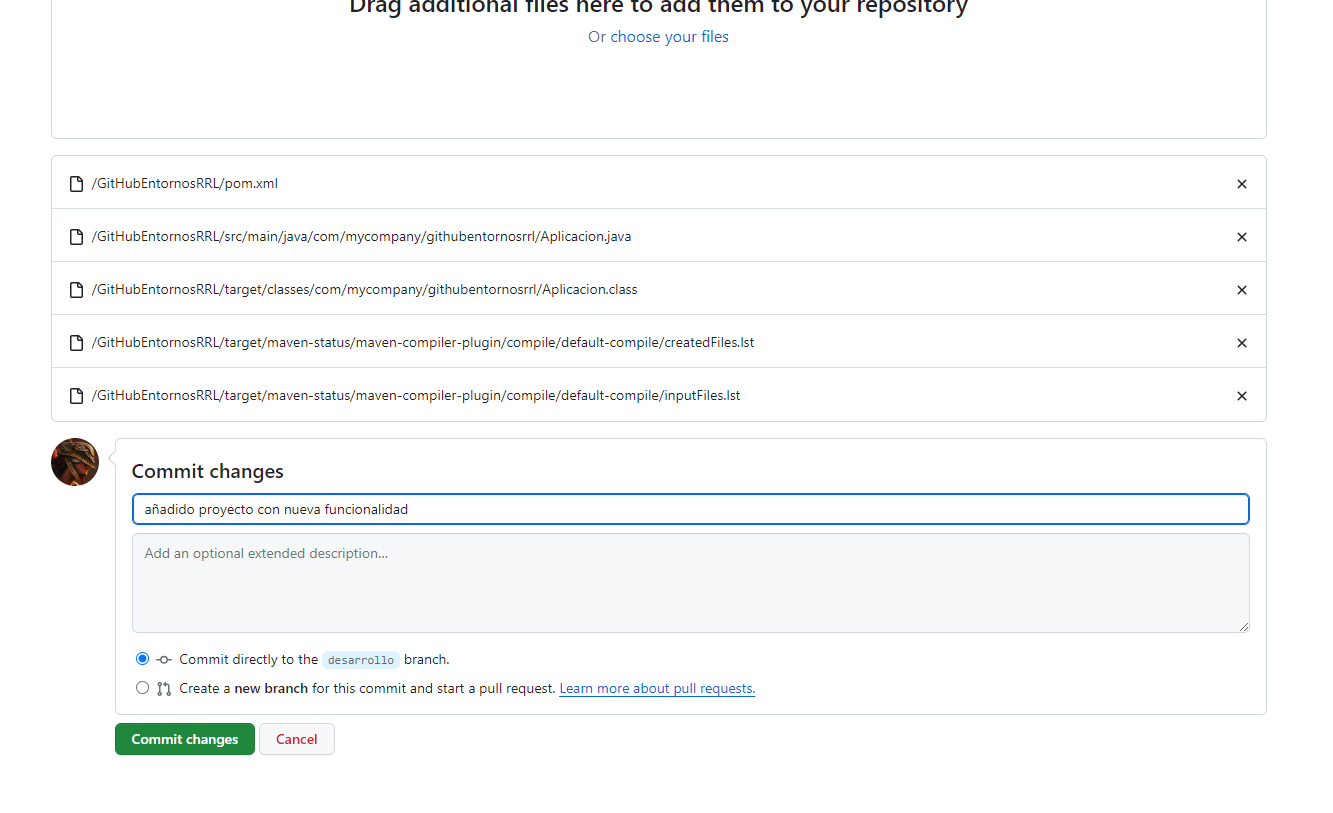 Drag additional files here to add them to your repository
Or choose your files
/GitHubEntornosRRL/pom.xml
/GitHubEntornosRRL/src/main/java/com/mycompany/githubentornosrrl/Aplicacion.java
/GitHubEntornosRRL/target/classes/com/mycompany/githubentornosrrl/Aplicacion.class
/GitHubEntornosRRL/target/maven-status/maven-compiler-plugin/compile/default-compile/createdFiles.lst
/GitHubEntornosRRL/target/maven-status/maven-compiler-plugin/compile/default-compile/inputFiles.lst
Commit changes
añadido proyecto con nueva funcionalidad
Add an optional extended description...
Commit directly to the desarrollo branch.
Create a new branch for this commit and start a pull request. Learn more about pull requests.
Commit changes Cancel